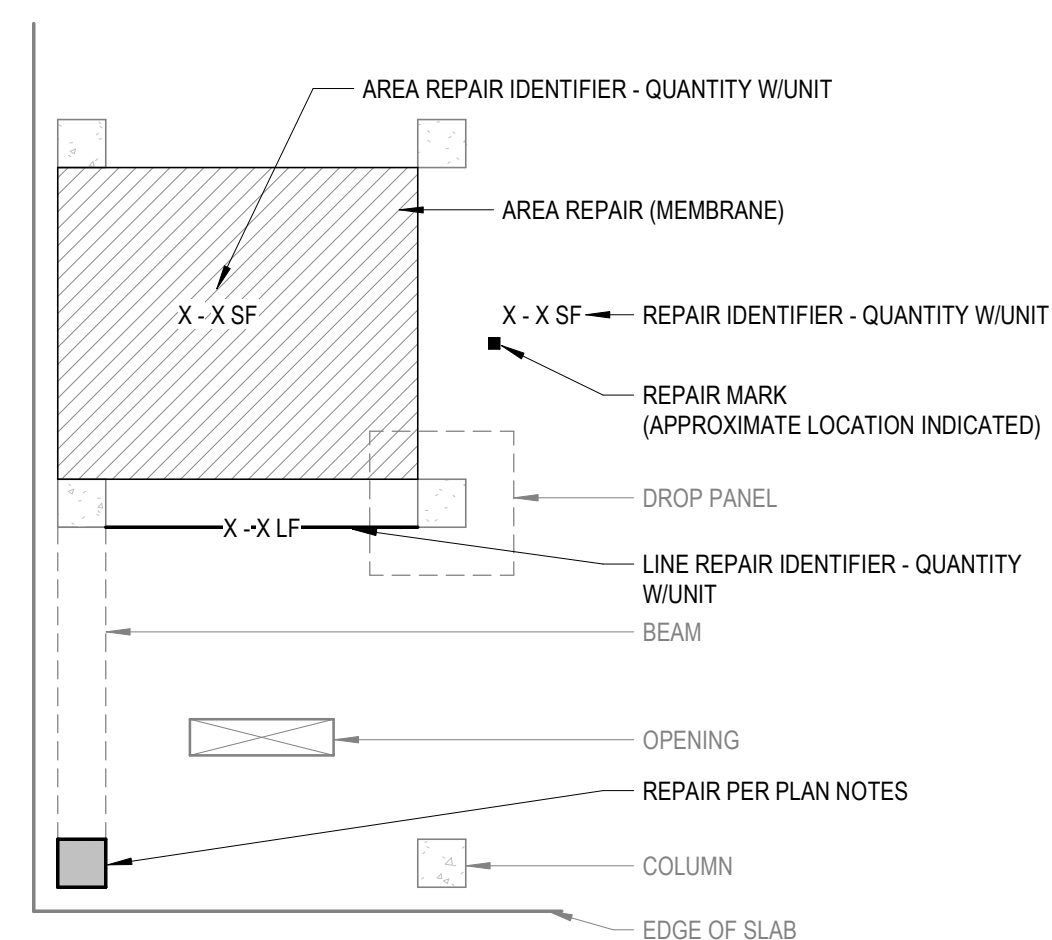 AREA REPAIR IDENTIFIER - QUANTITY W/UNIT
AREA REPAIR (MEMBRANE)
X - X SF
X - X SF
REPAIR IDENTIFIER - QUANTITY W/UNIT
REPAIR MARK
(APPROXIMATE LOCATION INDICATED)
DROP PANEL
X - X LF
LINE REPAIR IDENTIFIER - QUANTITY
W/UNIT
BEAM
OPENING
REPAIR PER PLAN NOTES
COLUMN
EDGE OF SLAB